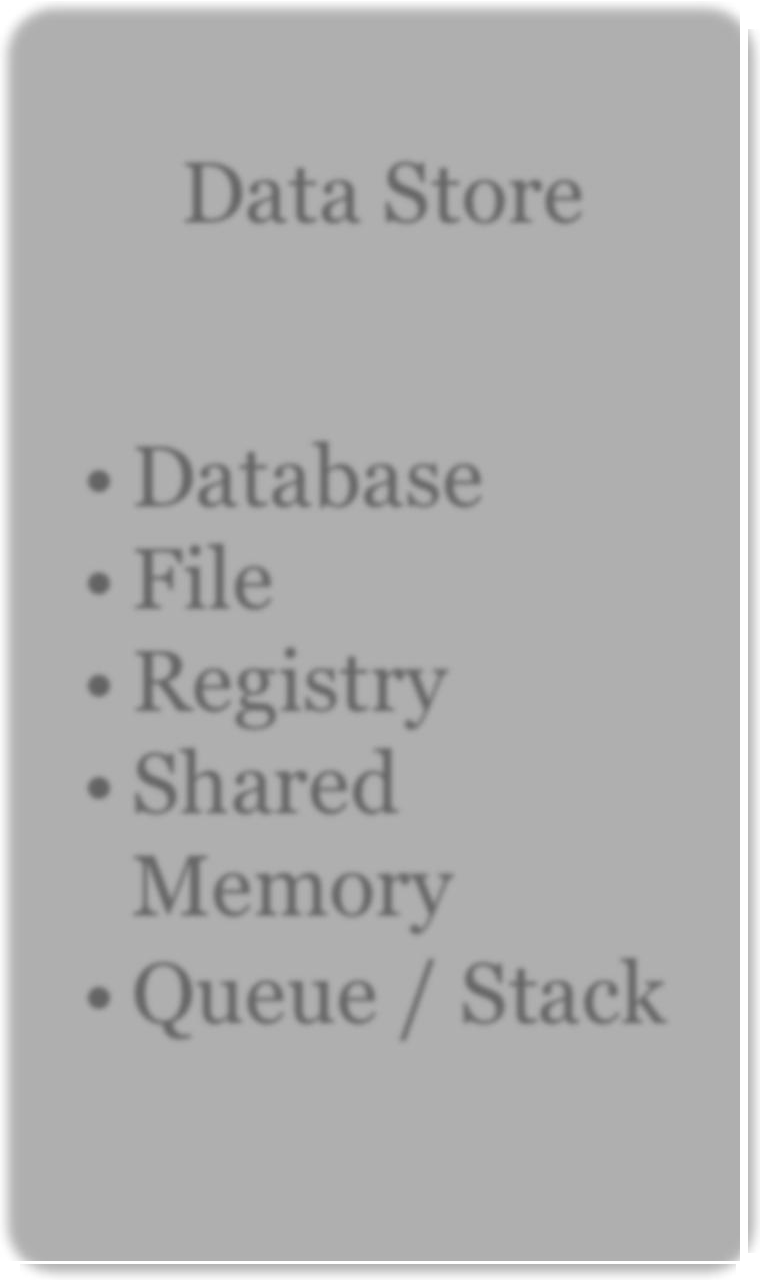 Data Store
• Database
• File
• Registry
• Shared
Memory
• Queue / Stack